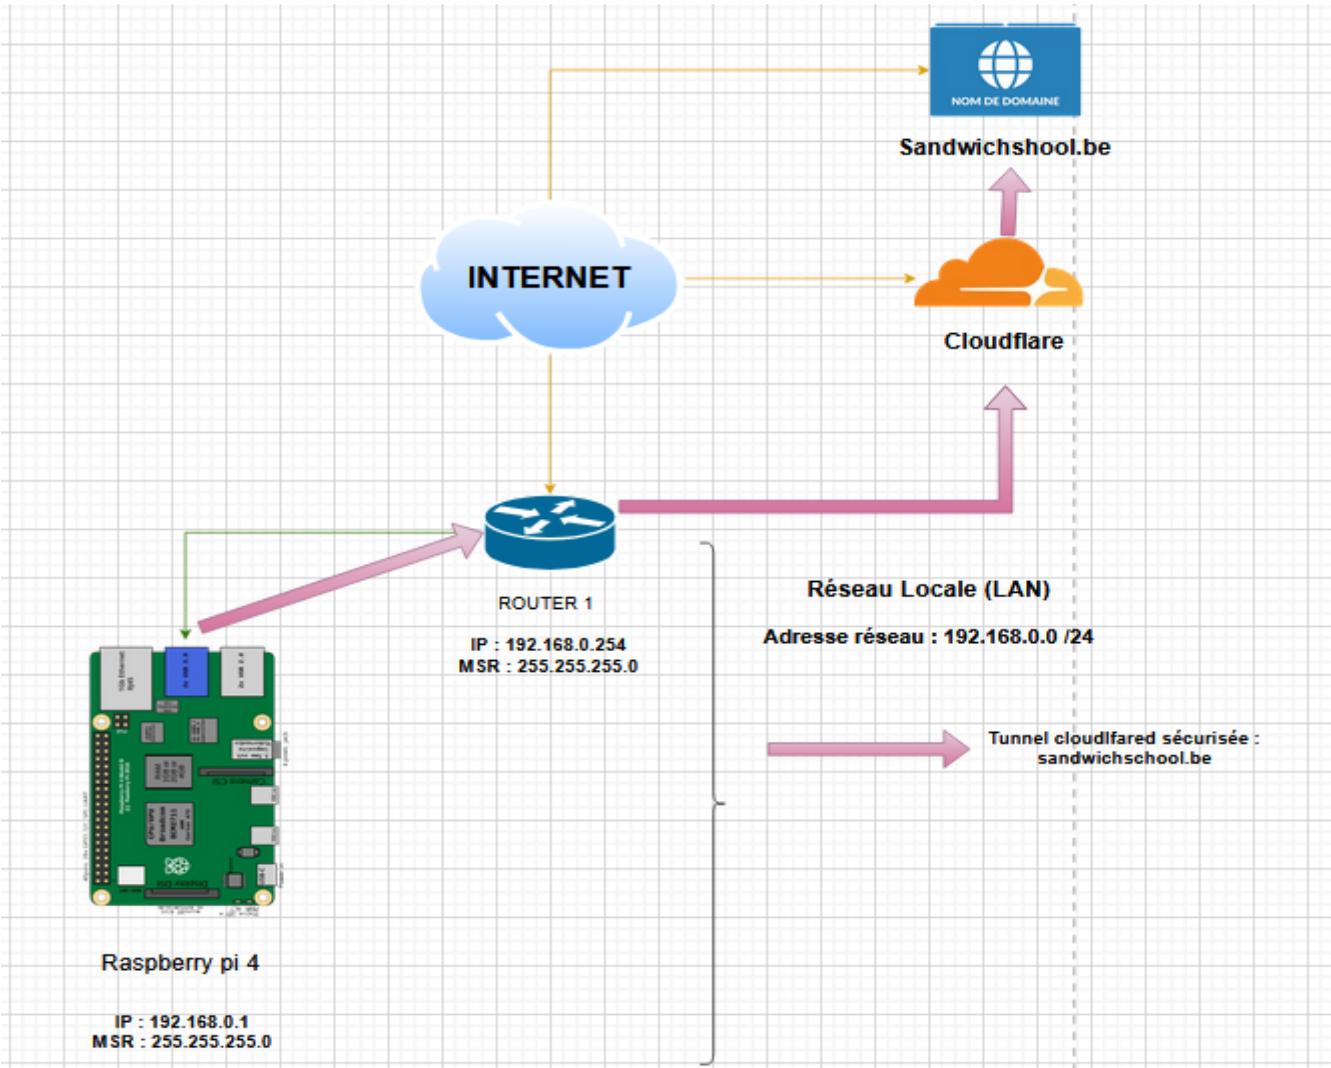 NOM DE DOMAINE
Sandwichshool.be
INTERNET
Cloudflare
ROUTER 1
IP : 192.168.0.254
MSR : 255.255.255.0
Réseau Locale (LAN)
Adresse réseau : 192.168.0.0 /24
Tunnel cloudlfared sécurisée :
sandwichschool.be
Raspberry pi 4
IP : 192.168.0.1
MSR : 255.255.255.0